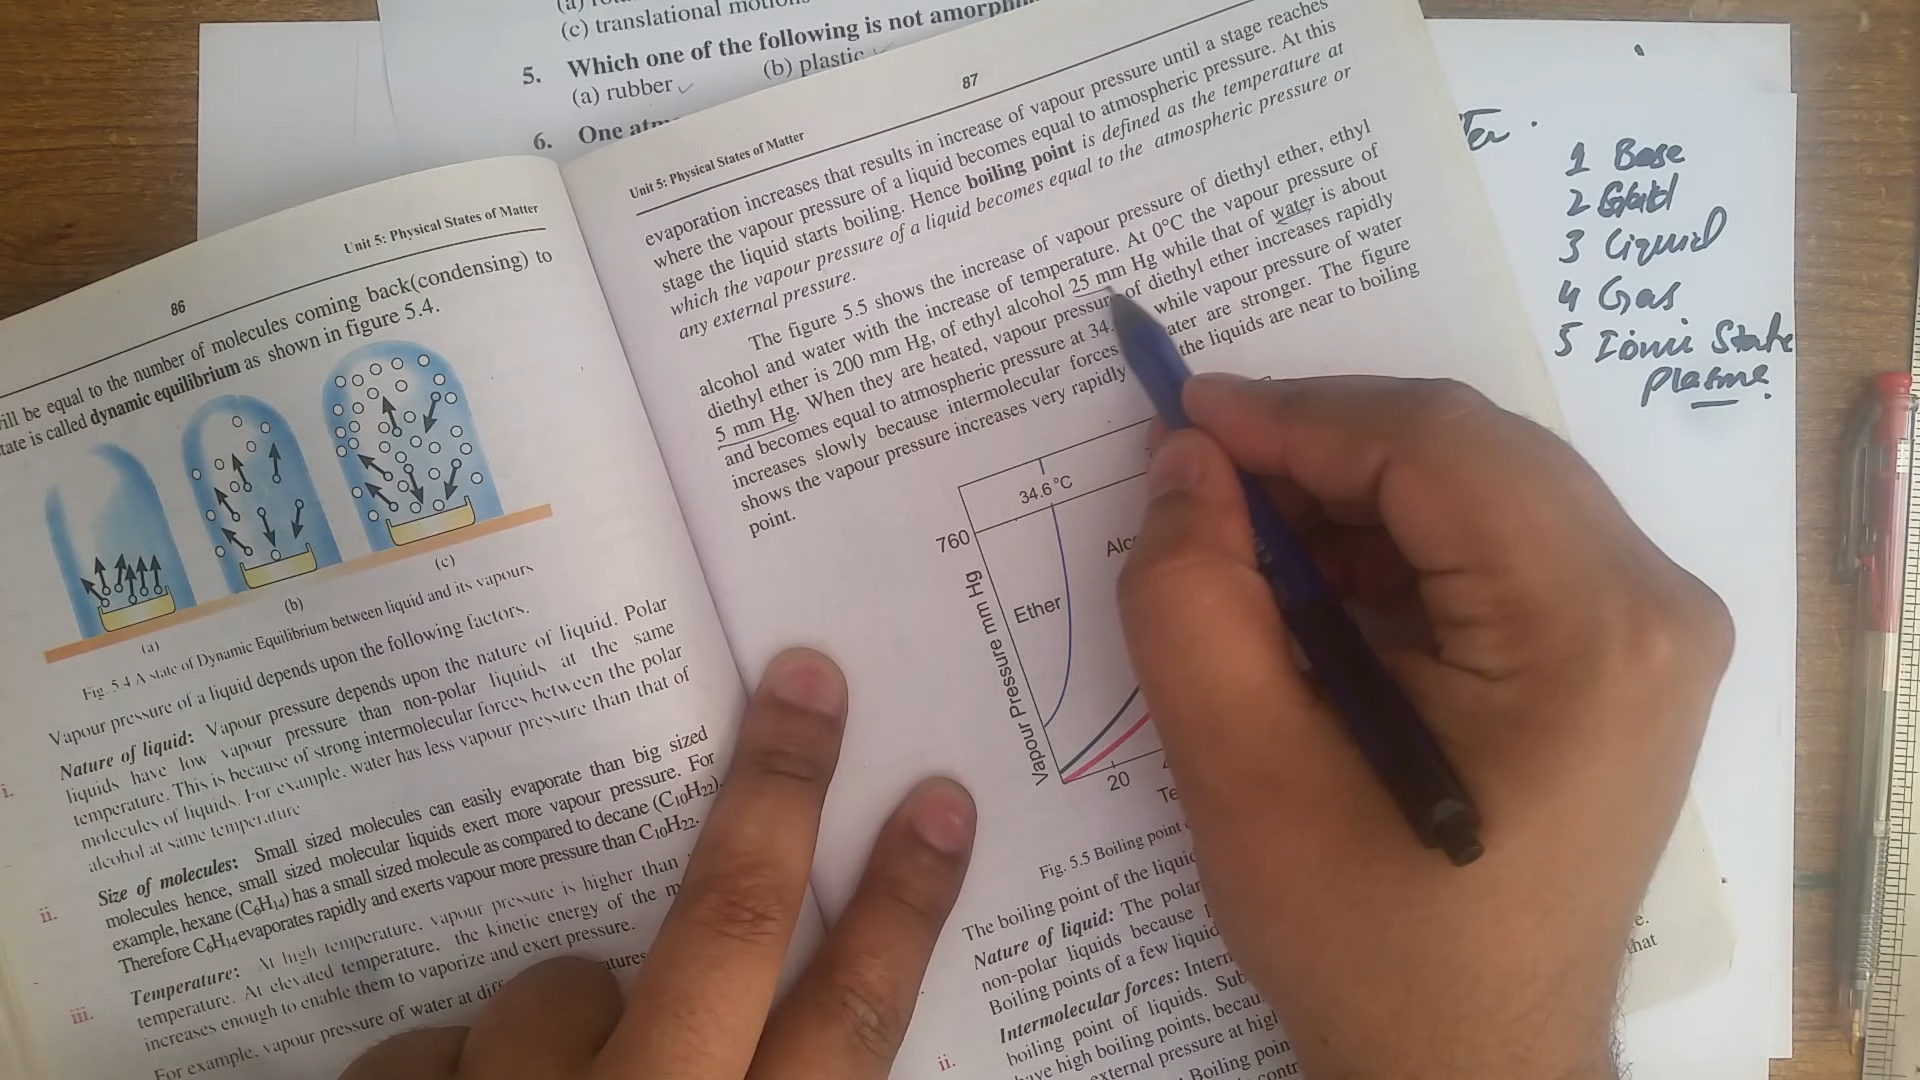 (c) translational motions
5. Which one of the following is not
(a) rubber
(b) plastic
6. One
86
Unit 5: Physical States of Matter
be equal to the number of molecules coming back(condensing) to
is called dynamic equilibrium as shown in figure 5.4.
(a)
(b)
(c)
Fig. 5.4 A state of Dynamic Equilibrium between liquid and its vapours
Vapour pressure of a liquid depends upon the following factors.
i. Nature of liquid: Vapour pressure depends upon the nature of liquid. Polar
liquids have low vapour pressure than non-polar liquids at the same
temperature. This is because of strong intermolecular forces between the polar
molecules of liquids. For example, water has less vapour pressure than that of
alcohol at same temperature
ii. Size of molecules: Small sized molecules can easily evaporate than big sized
molecules hence, small sized molecular liquids exert more vapour pressure. For
example, hexane (C6H14) has a small sized molecule as compared to decane (C10H22).
Therefore C6H14 evaporates rapidly and exerts vapour more pressure than C10H22.
iii. Temperature: At high temperature, vapour pressure is higher than
temperature. At elevated temperature, the kinetic energy of the
increases enough to enable them to vaporize and exert pressure.
For example, vapour pressure of water at
Unit 5: Physical States of Matter
87
evaporation increases that results in increase of vapour pressure until a stage reaches
where the vapour pressure of a liquid becomes equal to atmospheric pressure. At this
stage the liquid starts boiling. Hence boiling point is defined as the temperature at
which the vapour pressure of a liquid becomes equal to the atmospheric pressure or
any external pressure.
The figure 5.5 shows the increase of vapour pressure of diethyl ether, ethyl
alcohol and water with the increase of temperature. At 0°C the vapour pressure of
diethyl ether is 200 mm Hg, of ethyl alcohol 25 mm Hg while that of water is about
5 mm Hg. When they are heated, vapour pressure of diethyl ether increases rapidly
and becomes equal to atmospheric pressure at 34. while vapour pressure of water
increases slowly because intermolecular forces are stronger. The figure
shows the vapour pressure increases very rapidly the liquids are near to boiling
point.
34.6 °C
760
Ether
Vapour Pressure mm Hg
20
Fig. 5.5 Boiling point
The boiling point of the
Nature of liquid: The
non-polar liquids because
Boiling points of a few
ii. Intermolecular forces:
boiling point of liquids.
high boiling points,
external pressure at
Boiling
1 Base
2 Solid
3 Liquid
4 Gas
5 Ionic State
Plasma.